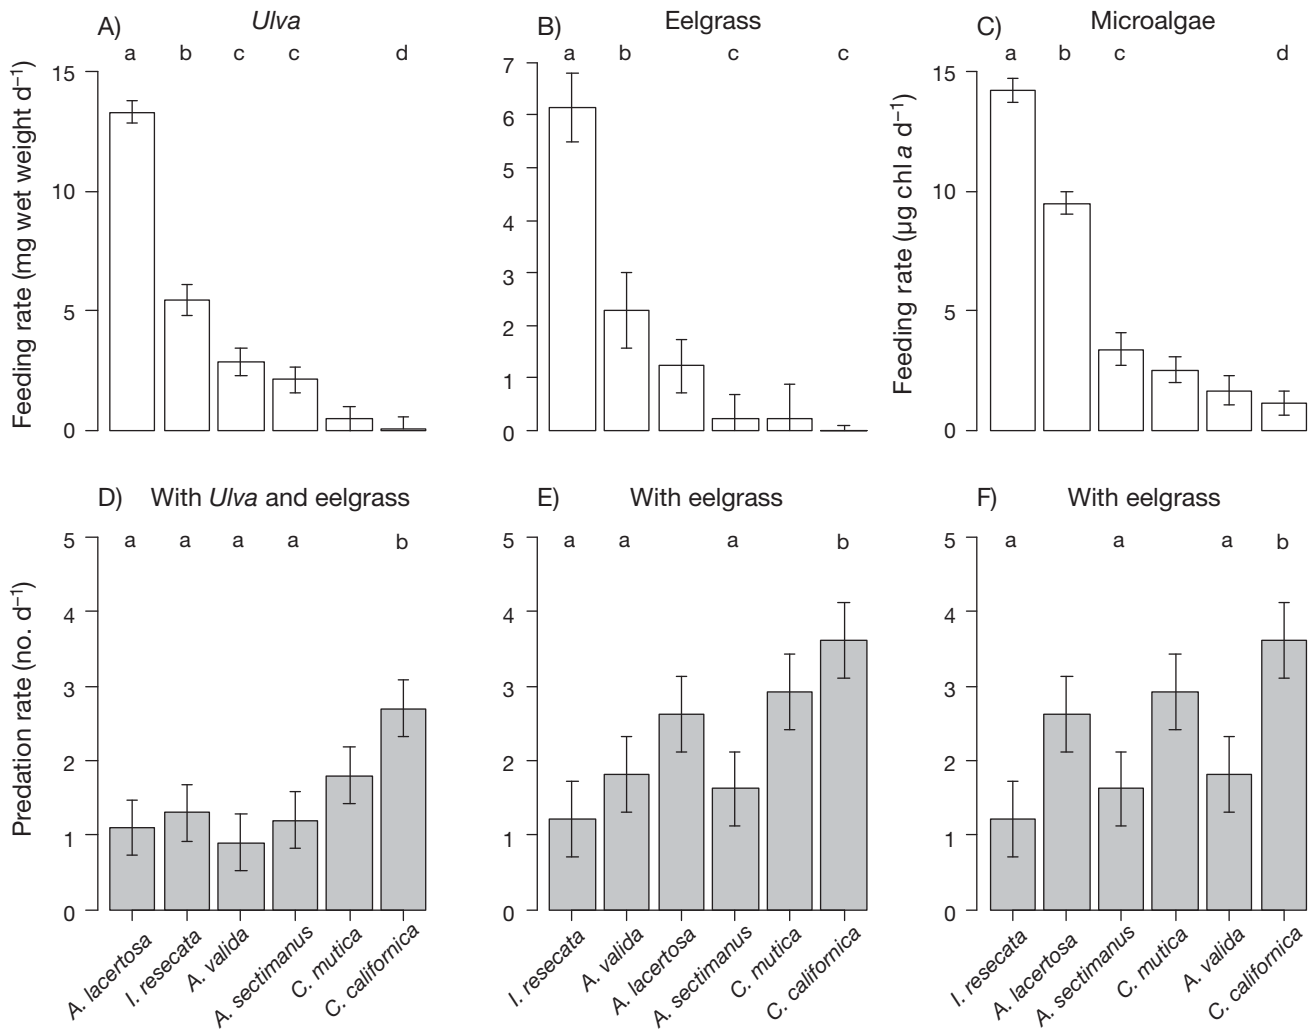 A) Ulva
a b c c d
Feeding rate (mg wet weight d–1)
15
10
5
0
B) Eelgrass
a b c c
7
6
5
4
3
2
1
0
C) Microalgae
a b c d
Feeding rate (µg chl a d–1)
15
10
5
0
D) With Ulva and eelgrass
a a a a b
Predation rate (no. d–1)
5
4
3
2
1
0
A. lacertosa
I. resecata
A. valida
A. sectimanus
C. mutica
C. californica
E) With eelgrass
a a a b
5
4
3
2
1
0
I. resecata
A. valida
A. lacertosa
A. sectimanus
C. mutica
C. californica
F) With eelgrass
a a a b
5
4
3
2
1
0
I. resecata
A. lacertosa
A. sectimanus
C. mutica
A. valida
C. californica